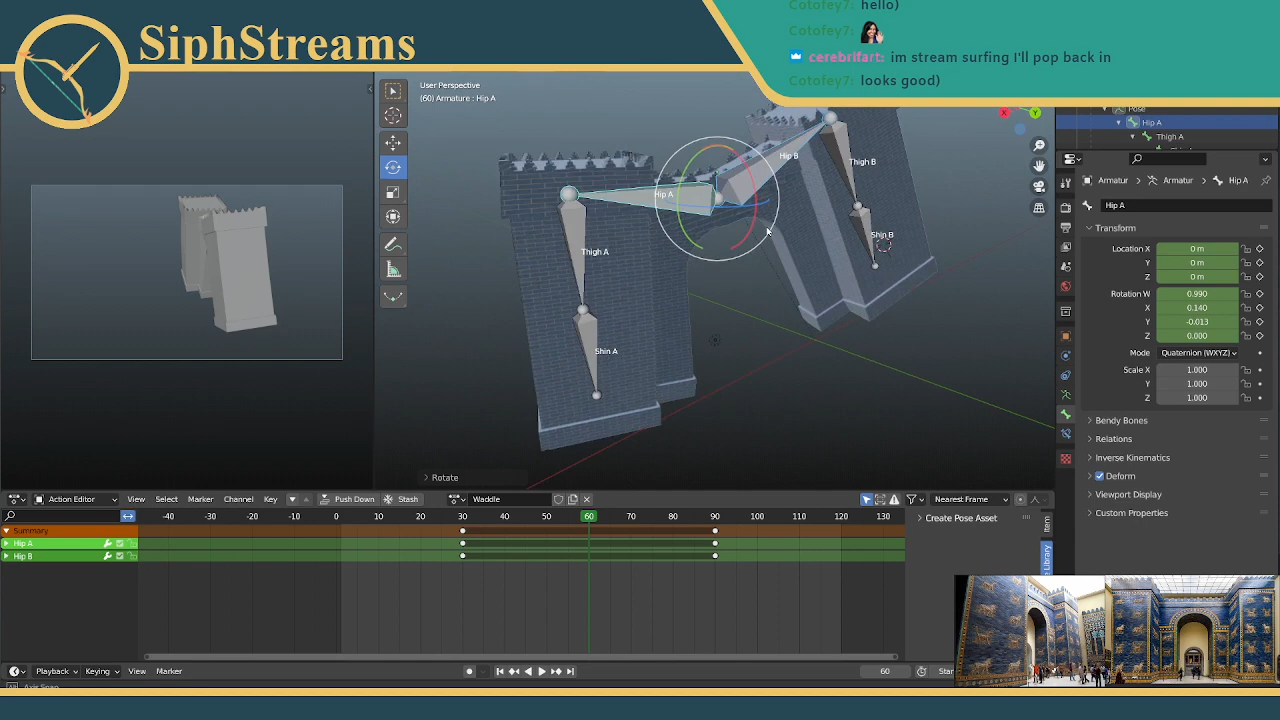 SiphStreams
Cotofey7: hello)
Cotofey7:
cerebrifart: im stream surfing I'll pop back in
Cotofey7: looks good)
User Perspective
(60) Armature : Hip A
Hip A
Hip B
Thigh A
Thigh B
Shin A
Shin B
Rotate
Pose
Hip A
Thigh A
Armatur
Armatur
Hip A
Hip A
Transform
Location X 0 m
Y 0 m
Z 0 m
Rotation W 0.990
X 0.140
Y -0.013
Z 0.000
Mode Quaternion (WXYZ)
Scale X 1.000
Y 1.000
Z 1.000
Bendy Bones
Relations
Inverse Kinematics
Deform
Viewport Display
Custom Properties
Action Editor View Select Marker Channel Key Push Down Stash Waddle Nearest Frame
-40 -30 -20 -10 0 10 20 30 40 50 60 70 80 90 100 110 120 130
Summary
Hip A
Hip B
Create Pose Asset
Item
Library
Playback Keying View Marker 60 Star
Axis Snap